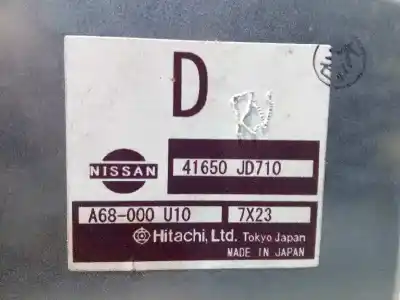 D
NISSAN
41650 JD710
A68-000 U10 7X23
Hitachi, Ltd. Tokyo Japan
MADE IN JAPAN